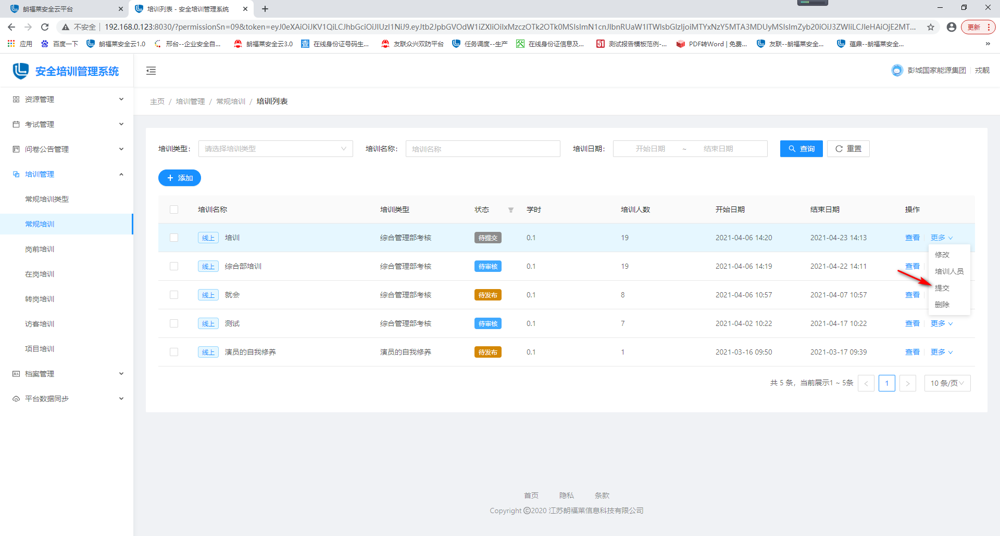 朗福莱安全云平台
培训列表 - 安全培训管理系统
不安全
192.168.0.123:8030/?permissionSn=09&token=eyJ0eXAiOiJKV1QiLCJhbGciOiJIUzI1NiJ9.eyJtb2JpbGVOdW1iZXIiOiIxMzczOTk2OTk0MSIsImN1cnJlbnRUaW1lTWlsbGlzIjoiMTYxNzY5MTA3MDUyMSIsImZyb20iOiJ3ZWIiLCJleHAiOjE2MT...
更新
应用
百度一下
朗福莱安全云1.0
邢台--企业安全自...
朗福莱安全云3.0
查 在线身份证号码生...
友联众兴双防平台
任务调度--生产
在线身份证信息及...
51 测试报告模板范例-...
PDF转Word | 免费...
友联--朗福莱安全...
蕴鼎--朗福莱安全...
安全培训管理系统
彭城国家能源集团 戎靓
资源管理
考试管理
问卷公告管理
培训管理
常规培训类型
常规培训
岗前培训
在岗培训
转岗培训
访客培训
项目培训
档案管理
平台数据同步
主页 / 培训管理 / 常规培训 / 培训列表
培训类型: 请选择培训类型 培训名称: 培训名称 培训日期: 开始日期 ~ 结束日期 查询 重置
添加
培训名称 培训类型 状态 学时 培训人数 开始日期 结束日期 操作
线上 培训 综合管理部考核 待提交 0.1 19 2021-04-06 14:20 2021-04-23 14:13 查看 更多
线上 综合部培训 综合管理部考核 待审核 0.1 19 2021-04-06 14:19 2021-04-22 14:11 查看
线上 就会 综合管理部考核 待发布 0.1 8 2021-04-06 10:57 2021-04-07 10:57 查看
线上 测试 综合管理部考核 待审核 0.1 7 2021-04-02 10:22 2021-04-17 10:22 查看 更多
线上 演员的自我修养 演员的自我修养 待发布 0.1 1 2021-03-16 09:50 2021-03-17 09:39 查看 更多
修改
培训人员
提交
删除
共 5 条，当前展示1 ~ 5条 < 1 > 10 条/页
首页 隐私 条款
Copyright ©2020 江苏朗福莱信息科技有限公司